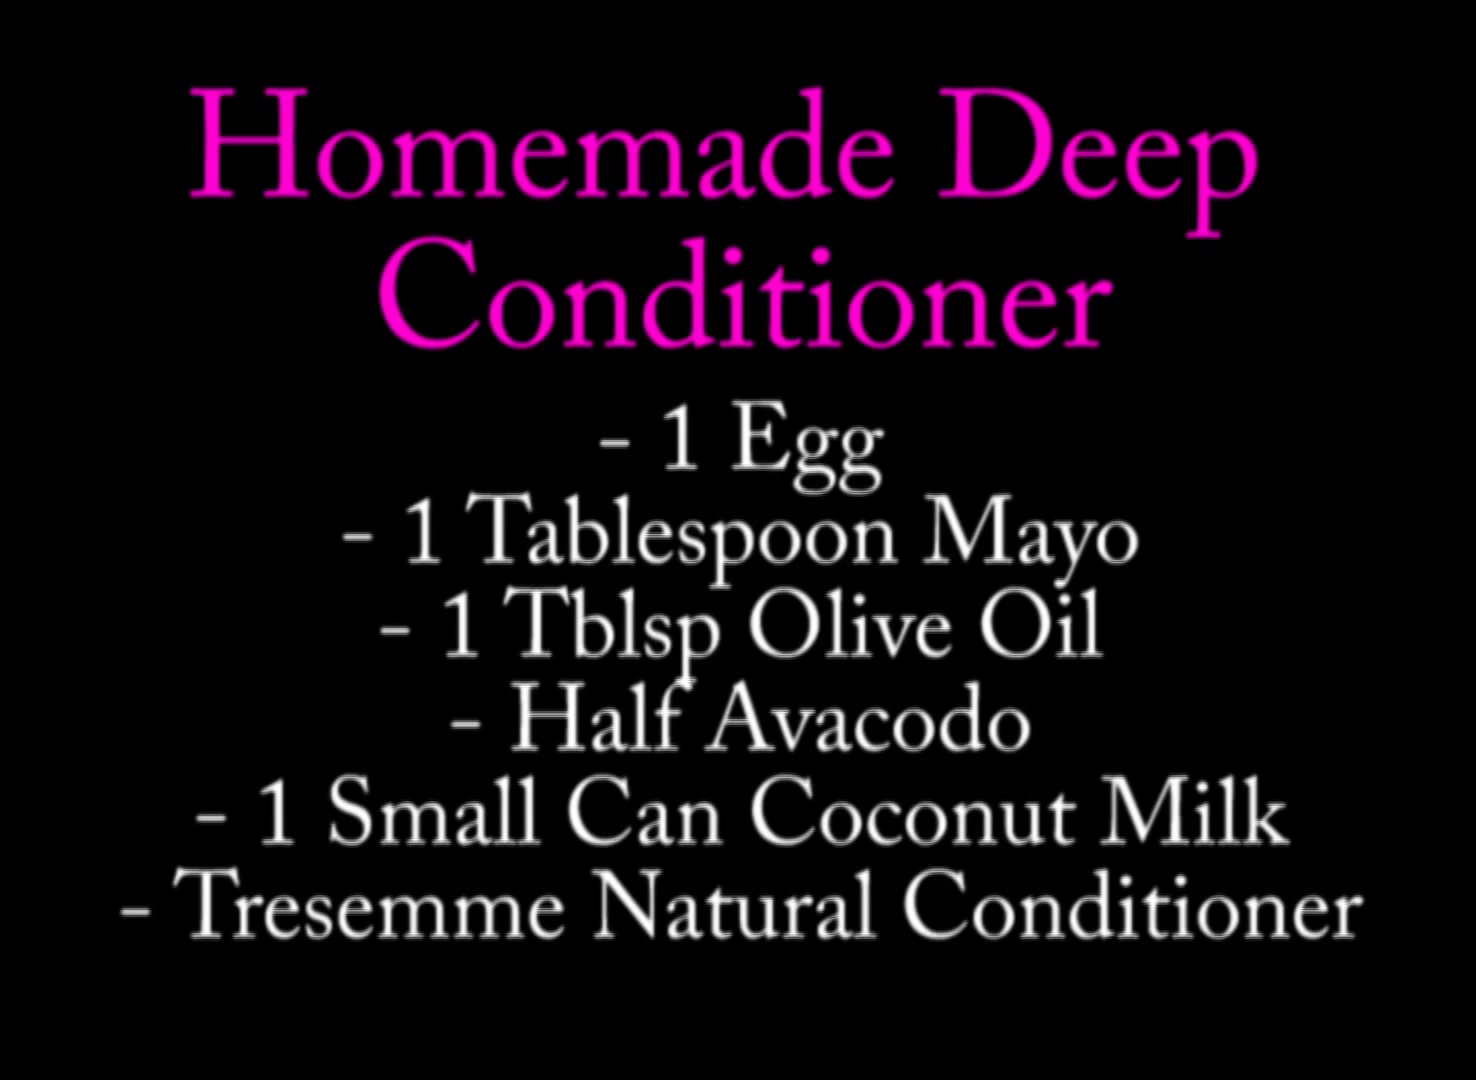 Homemade Deep
Conditioner
- 1 Egg
- 1 Tablespoon Mayo
- 1 Tblsp Olive Oil
- Half Avacodo
- 1 Small Can Coconut Milk
- Tresemme Natural Conditioner